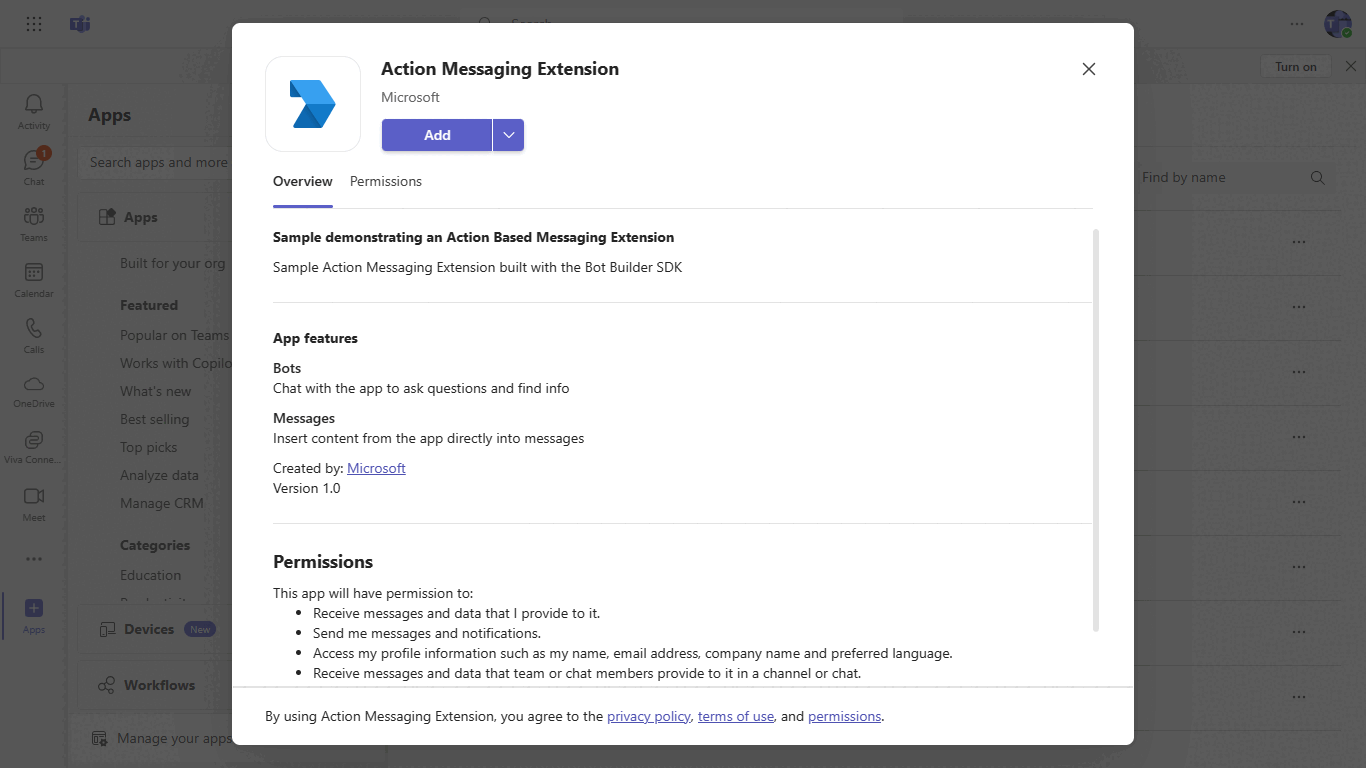 Search
Turn on
Activity
Chat
1
Teams
Calendar
Calls
OneDrive
Viva Conne...
Meet
Apps
Apps
Search apps and more
Apps
Built for your org
Featured
Popular on Teams
Works with Copilo
What's new
Best selling
Top picks
Analyze data
Manage CRM
Categories
Education
Devices New
Workflows
Manage your apps
Find by name
Action Messaging Extension
Microsoft
Add
Overview Permissions
Sample demonstrating an Action Based Messaging Extension
Sample Action Messaging Extension built with the Bot Builder SDK
App features
Bots
Chat with the app to ask questions and find info
Messages
Insert content from the app directly into messages
Created by: Microsoft
Version 1.0
Permissions
This app will have permission to:
• Receive messages and data that I provide to it.
• Send me messages and notifications.
• Access my profile information such as my name, email address, company name and preferred language.
• Receive messages and data that team or chat members provide to it in a channel or chat.
By using Action Messaging Extension, you agree to the privacy policy, terms of use, and permissions.